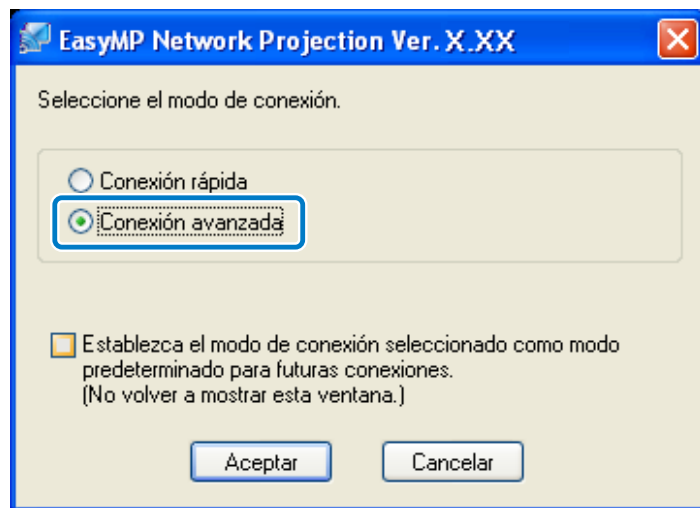 EasyMP Network Projection Ver. X.XX
Seleccione el modo de conexión.
Conexión rápida
Conexión avanzada
Establezca el modo de conexión seleccionado como modo
predeterminado para futuras conexiones.
(No volver a mostrar esta ventana.)
Aceptar
Cancelar